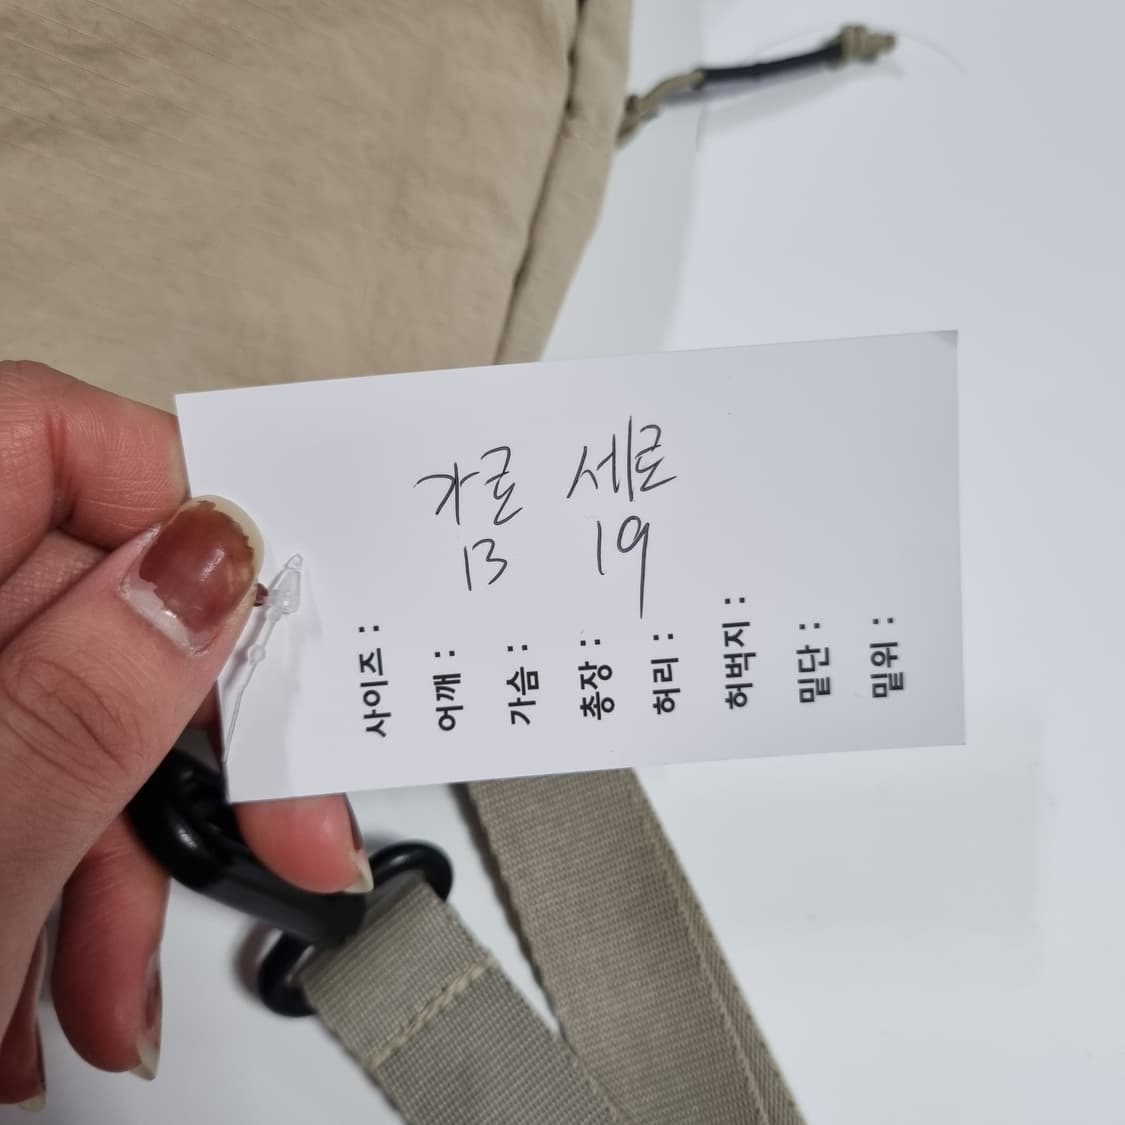 가로 세로
13 19
사이즈 :
어깨 :
가슴 :
총장 :
허리 :
허벅지 :
밑단 :
밑위 :